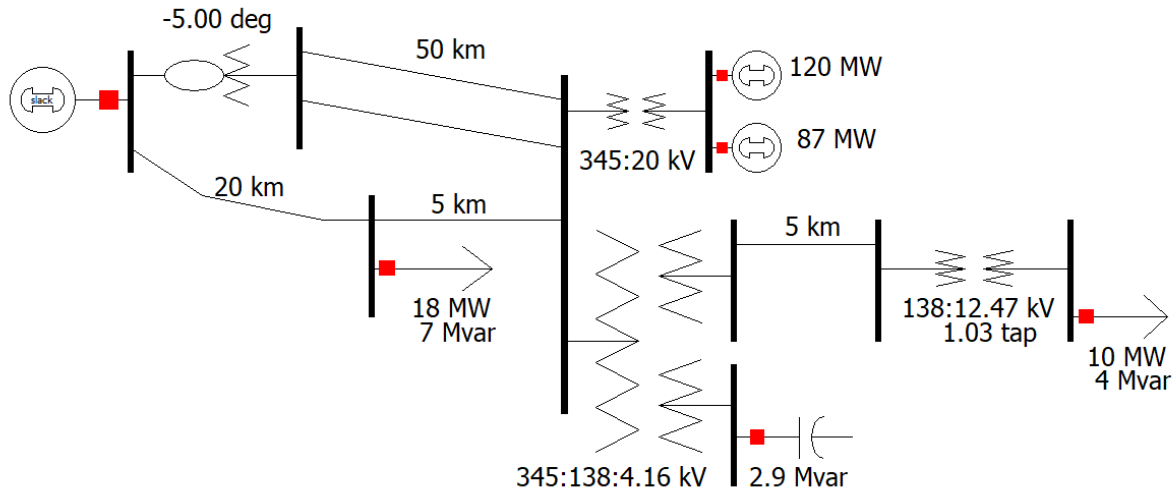 -5.00 deg
50 km
slack
120 MW
87 MW
345:20 kV
20 km
5 km
5 km
18 MW
7 Mvar
138:12.47 kV
1.03 tap
10 MW
4 Mvar
345:138:4.16 kV
2.9 Mvar